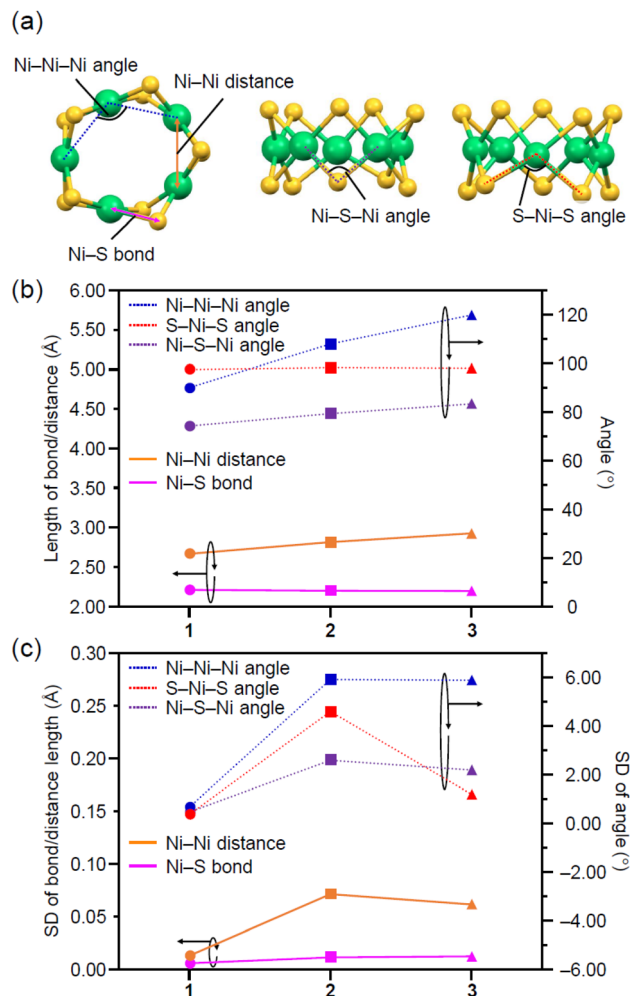 (a)
Ni–Ni–Ni angle
Ni–Ni distance
Ni–S bond
Ni–S–Ni angle
S–Ni–S angle
(b)
Length of bond/distance (Å)
6.00
5.50
5.00
4.50
4.00
3.50
3.00
2.50
2.00
Ni–Ni–Ni angle
S–Ni–S angle
Ni–S–Ni angle
Ni–Ni distance
Ni–S bond
120
100
80
60
40
20
0
Angle (°)
1 2 3
(c)
SD of bond/distance length (Å)
0.30
0.25
0.20
0.15
0.10
0.05
0.00
Ni–Ni–Ni angle
S–Ni–S angle
Ni–S–Ni angle
Ni–Ni distance
Ni–S bond
6.00
4.00
2.00
0.00
–2.00
–4.00
–6.00
SD of angle (°)
1 2 3